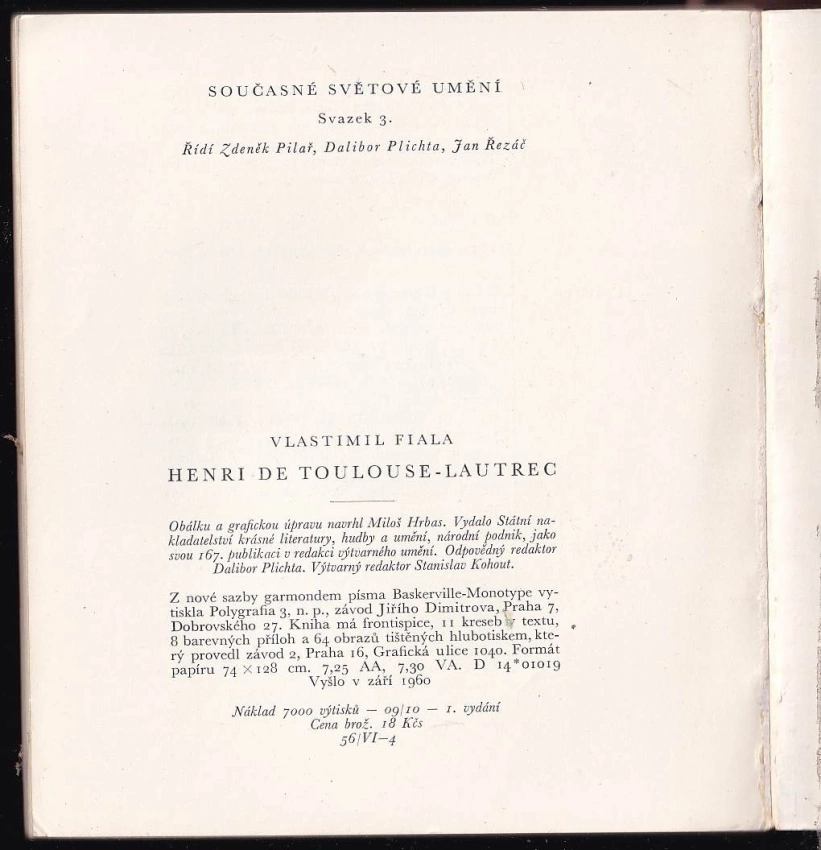 SOUČASNÉ SVĚTOVÉ UMĚNÍ
Svazek 3.
Řídí Zdeněk Pilař, Dalibor Plichta, Jan Řezáč
VLASTIMIL FIALA
HENRI DE TOULOUSE-LAUTREC
Obálku a grafickou úpravu navrhl Miloš Hrbas. Vydalo Státní na-
kladatelství krásné literatury, hudby a umění, národní podnik, jako
svou 167. publikaci v redakci výtvarného umění. Odpovědný redaktor
Dalibor Plichta. Výtvarný redaktor Stanislav Kohout.
Z nové sazby garmondem písma Baskerville-Monotype vy-
tiskla Polygrafia 3, n. p., závod Jiřího Dimitrova, Praha 7,
Dobrovského 27. Kniha má frontispice, 11 kreseb v textu,
8 barevných příloh a 64 obrazů tištěných hlubotiskem, kte-
rý provedl závod 2, Praha 16, Grafická ulice 1040. Formát
papíru 74 × 128 cm. 7,25 AA, 7,30 VA. D 14*01019
Vyšlo v září 1960
Náklad 7000 výtisků — 09/10 — 1. vydání
Cena brož. 18 Kčs
56/VI—4